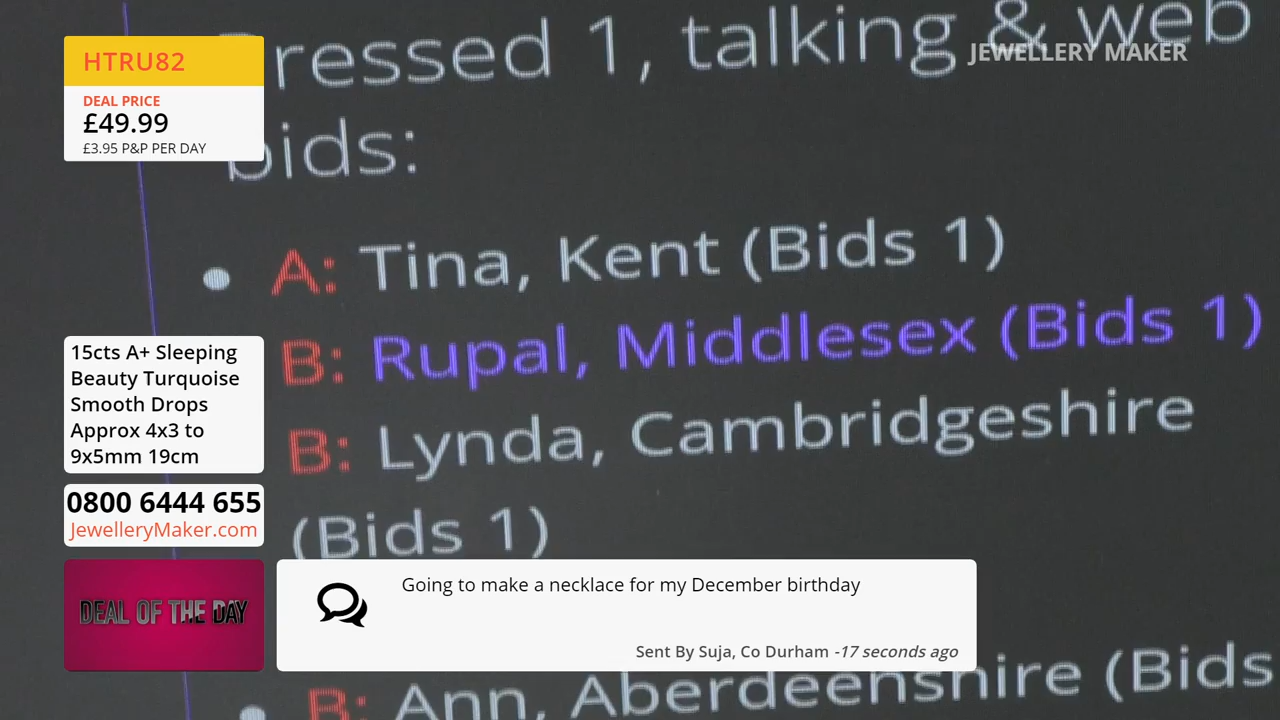 ressed 1, talking & web
JEWELLERY MAKER
HTRU82
DEAL PRICE
£49.99
£3.95 P&P PER DAY
bids:
A: Tina, Kent (Bids 1)
B: Rupal, Middlesex (Bids 1)
B: Lynda, Cambridgeshire
(Bids 1)
15cts A+ Sleeping
Beauty Turquoise
Smooth Drops
Approx 4x3 to
9x5mm 19cm
0800 6444 655
JewelleryMaker.com
DEAL OF THE DAY
Going to make a necklace for my December birthday
Sent By Suja, Co Durham -17 seconds ago
B: Ann, Aberdeenshire (Bids